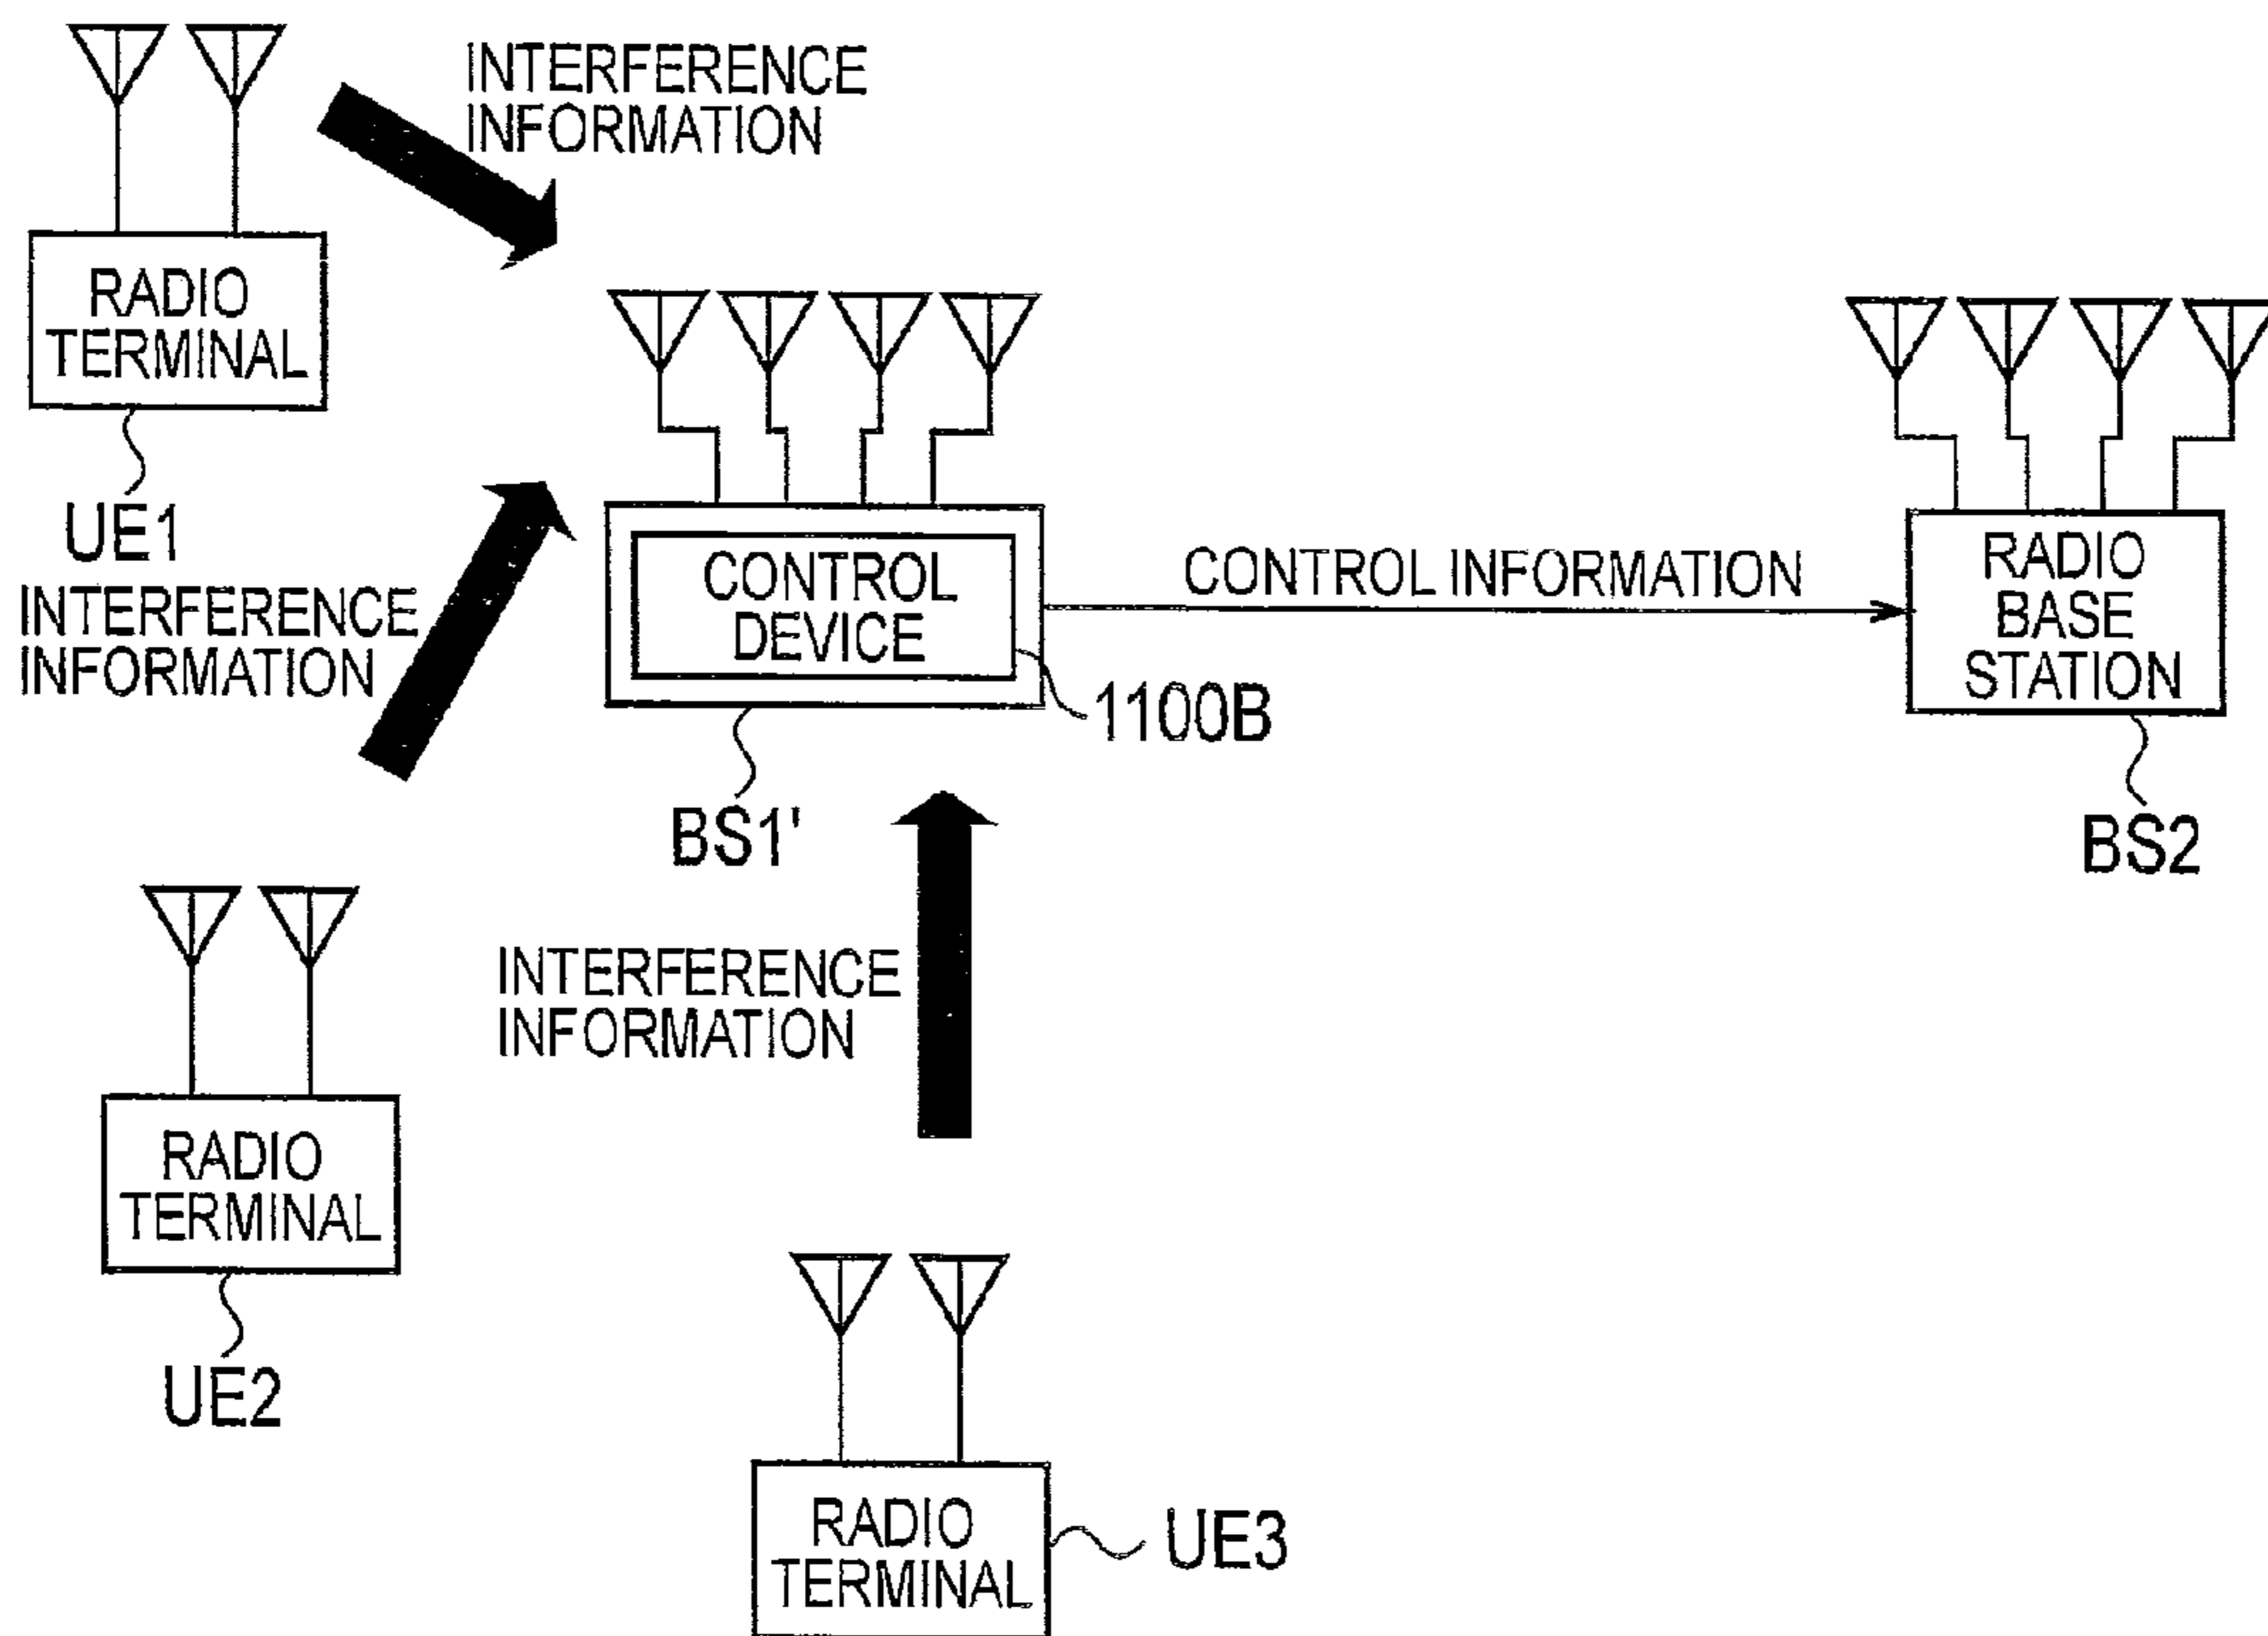 INTERFERENCE
INFORMATION
RADIO
TERMINAL
UE1
INTERFERENCE
INFORMATION
CONTROL
DEVICE
1100B
BS1'
CONTROL INFORMATION
RADIO
BASE
STATION
BS2
INTERFERENCE
INFORMATION
RADIO
TERMINAL
UE2
RADIO
TERMINAL
UE3